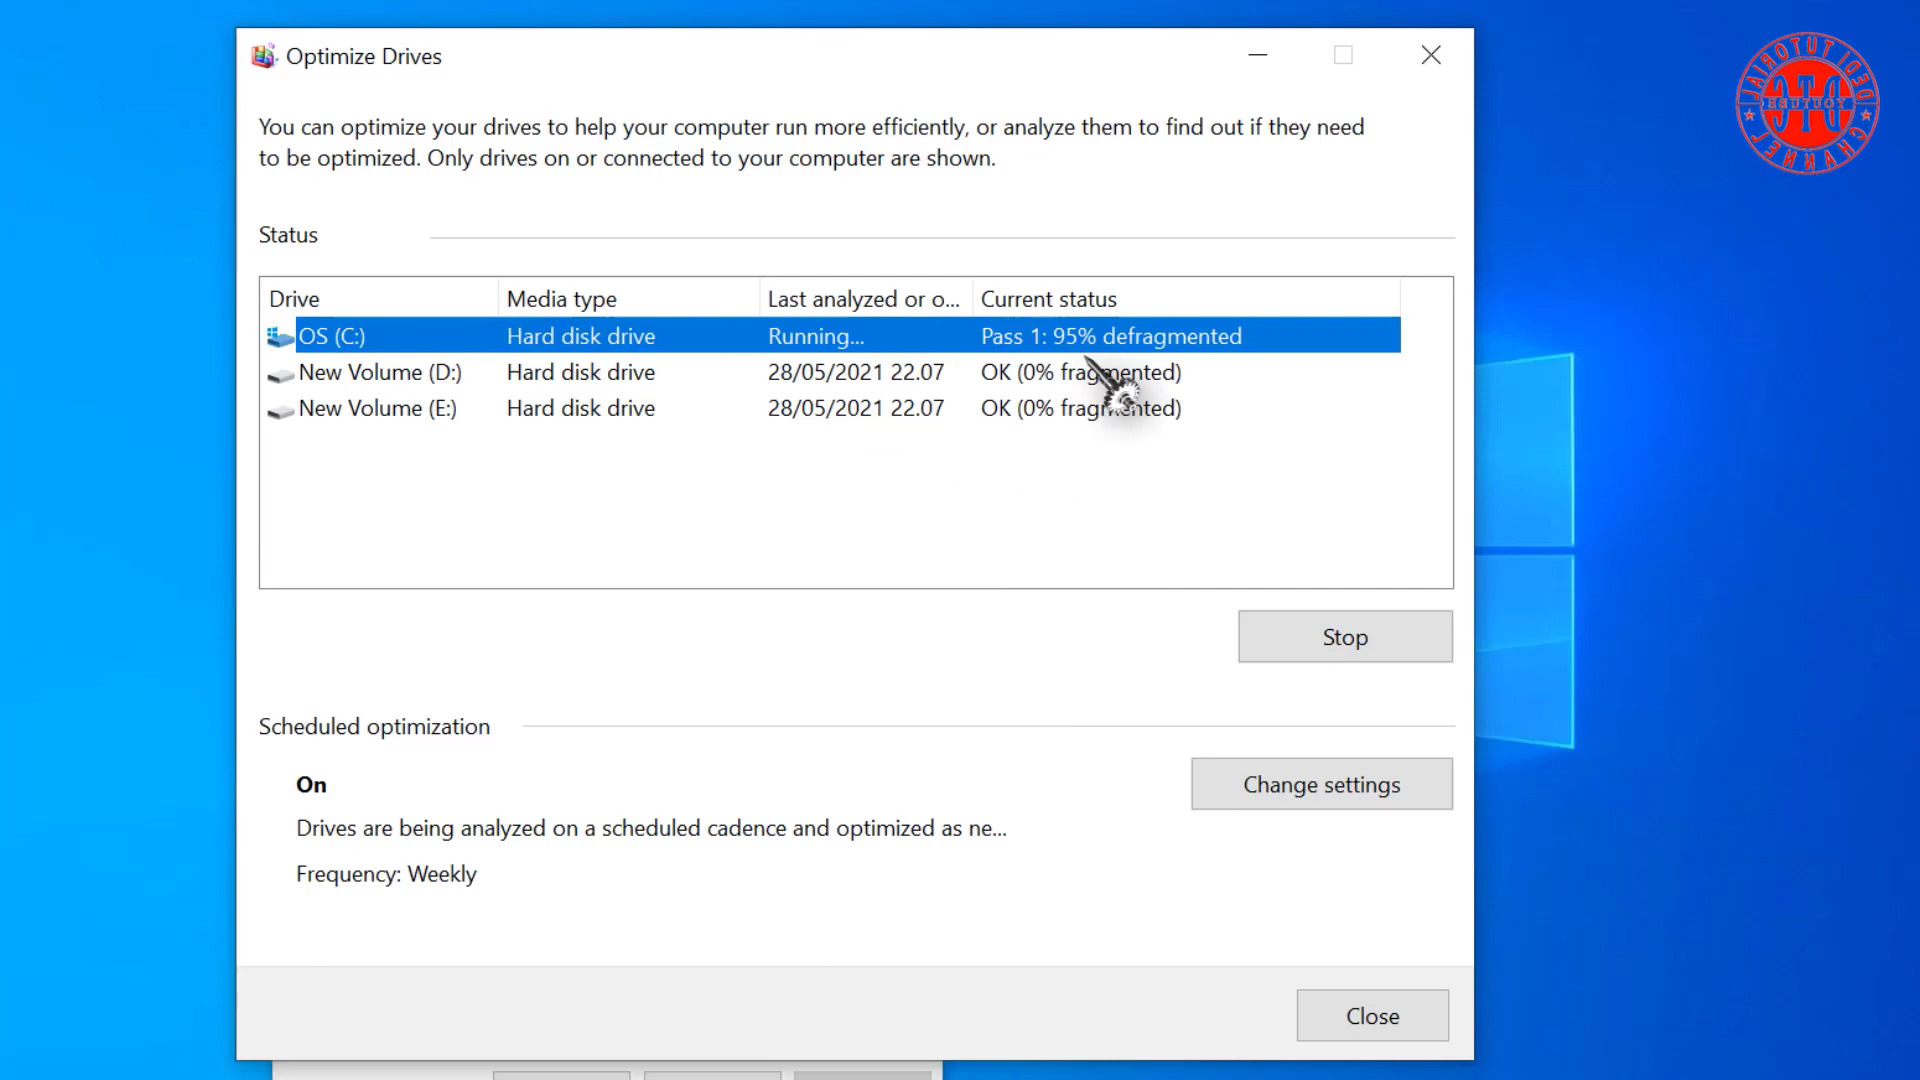 Optimize Drives
You can optimize your drives to help your computer run more efficiently, or analyze them to find out if they need
to be optimized. Only drives on or connected to your computer are shown.
Status
Drive Media type Last analyzed or o... Current status
OS (C:) Hard disk drive Running... Pass 1: 95% defragmented
New Volume (D:) Hard disk drive 28/05/2021 22.07 OK (0% fragmented)
New Volume (E:) Hard disk drive 28/05/2021 22.07 OK (0% fragmented)
Stop
Scheduled optimization
On
Change settings
Drives are being analyzed on a scheduled cadence and optimized as ne...
Frequency: Weekly
Close
DEDI TUTORIAL
DTC
YOUTUBE
CHANNEL